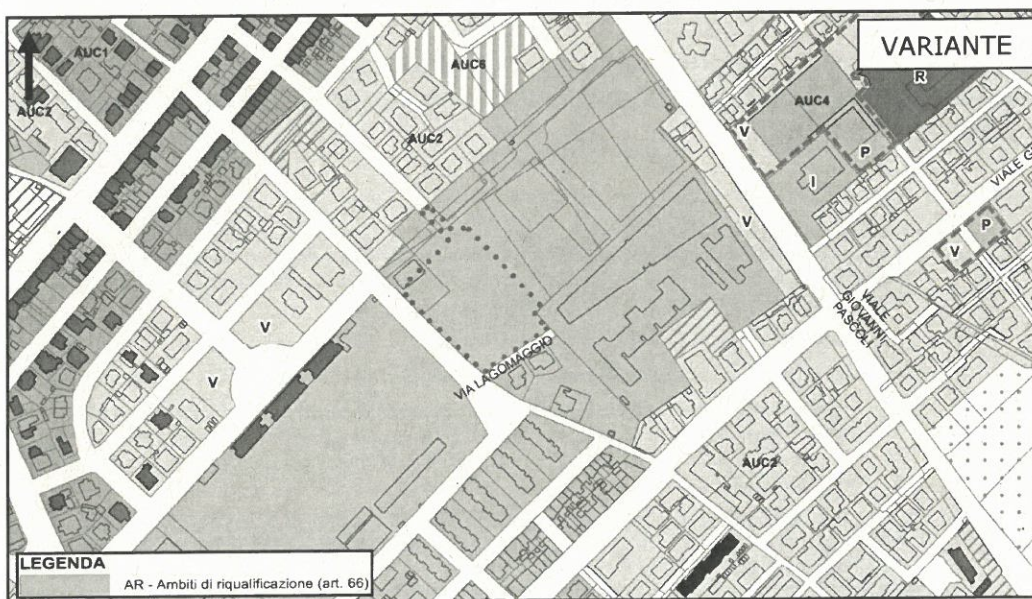 VARIANTE
AUC1
AUC2
AUC6
AUC2
AUC4
R
V
P
I
VIALE
V
P
V
V
V
V
VIALE
GIOVANNI
PASCOLI
VIA LAGOMAGGIO
AUC2
LEGENDA
AR - Ambiti di riqualificazione (art. 66)